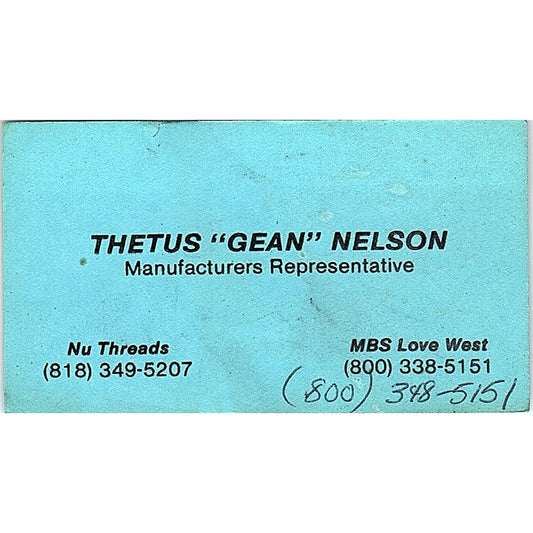 THETUS "GEAN" NELSON
Manufacturers Representative
Nu Threads
(818) 349-5207
MBS Love West
(800) 338-5151
(800) 348-5151